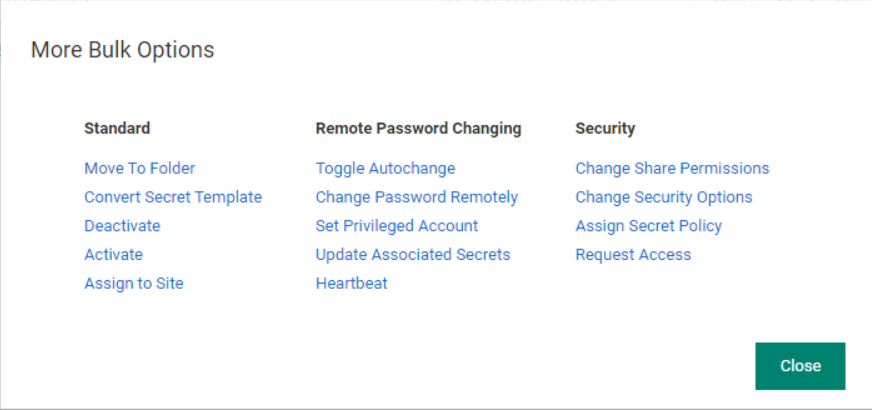 More Bulk Options
Standard
Move To Folder
Convert Secret Template
Deactivate
Activate
Assign to Site
Remote Password Changing
Toggle Autochange
Change Password Remotely
Set Privileged Account
Update Associated Secrets
Heartbeat
Security
Change Share Permissions
Change Security Options
Assign Secret Policy
Request Access
Close